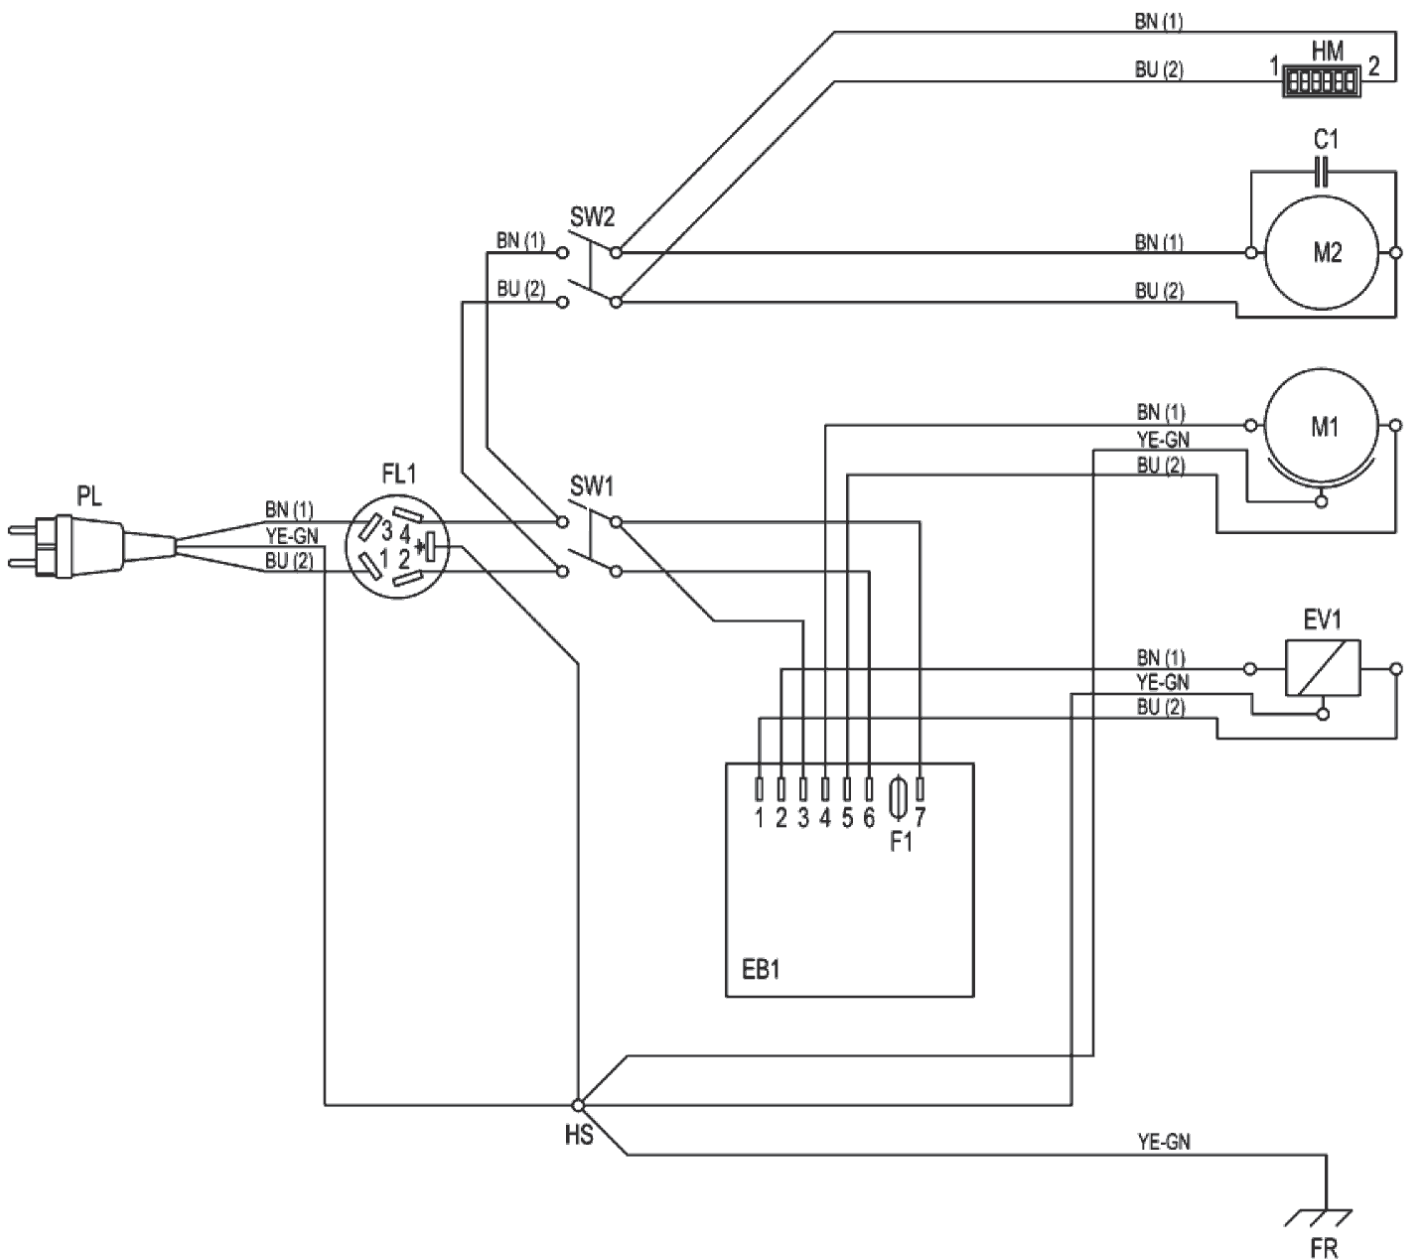 BN (1)
HM
1
2
BU (2)
C1
SW2
BN (1)
BN (1)
M2
BU (2)
BU (2)
BN (1)
M1
YE-GN
BU (2)
FL1
PL
SW1
BN (1)
3 4
YE-GN
1 2
BU (2)
EV1
BN (1)
YE-GN
BU (2)
1 2 3 4 5 6 7
F1
EB1
HS
YE-GN
FR